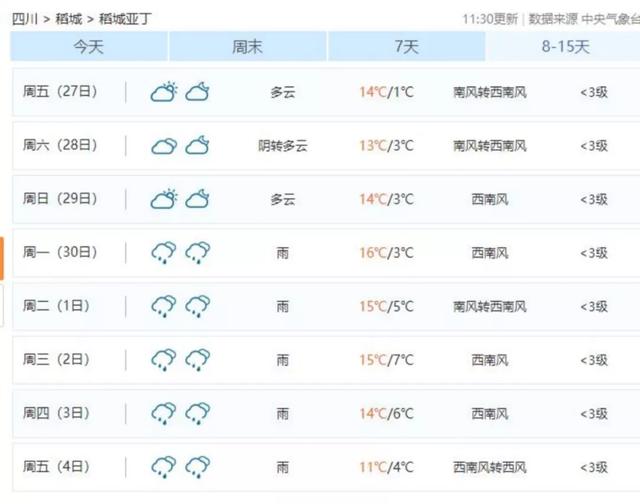 四川 > 稻城 > 稻城亚丁 11:30更新 | 数据来源 中央气象台
今天 周末 7天 8-15天
周五（27日） 多云 14℃/1℃ 南风转西南风 <3级
周六（28日） 阴转多云 13℃/3℃ 南风转西南风 <3级
周日（29日） 多云 14℃/3℃ 西南风 <3级
周一（30日） 雨 16℃/3℃ 西南风 <3级
周二（1日） 雨 15℃/5℃ 南风转西南风 <3级
周三（2日） 雨 15℃/7℃ 西南风 <3级
周四（3日） 雨 14℃/6℃ 西南风 <3级
周五（4日） 雨 11℃/4℃ 西南风转西风 <3级